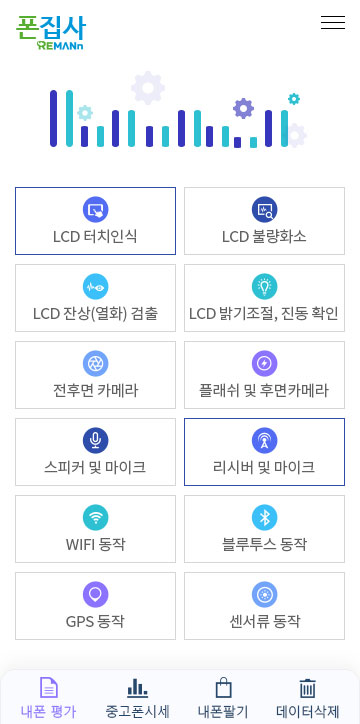 폰집사
REMANn
LCD 터치인식
LCD 불량화소
LCD 잔상(열화) 검출
LCD 밝기조절, 진동 확인
전후면 카메라
플래쉬 및 후면카메라
스피커 및 마이크
리시버 및 마이크
WIFI 동작
블루투스 동작
GPS 동작
센서류 동작
내폰 평가
중고폰시세
내폰팔기
데이터삭제